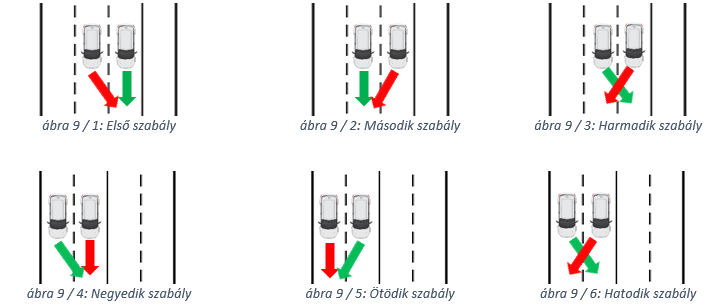 ábra 9 / 1: Első szabály
ábra 9 / 2: Második szabály
ábra 9 / 3: Harmadik szabály
ábra 9 / 4: Negyedik szabály
ábra 9 / 5: Ötödik szabály
ábra 9 / 6: Hatodik szabály